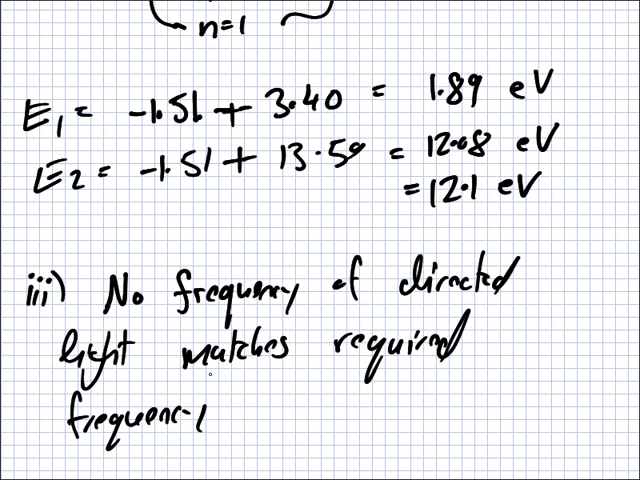 n=1
E₁ = -1.51 + 3.40 = 1.89 eV
E₂ = -1.51 + 13.59 = 12.08 eV
= 12.1 eV
iii) No frequency of directed
light matches required
frequency